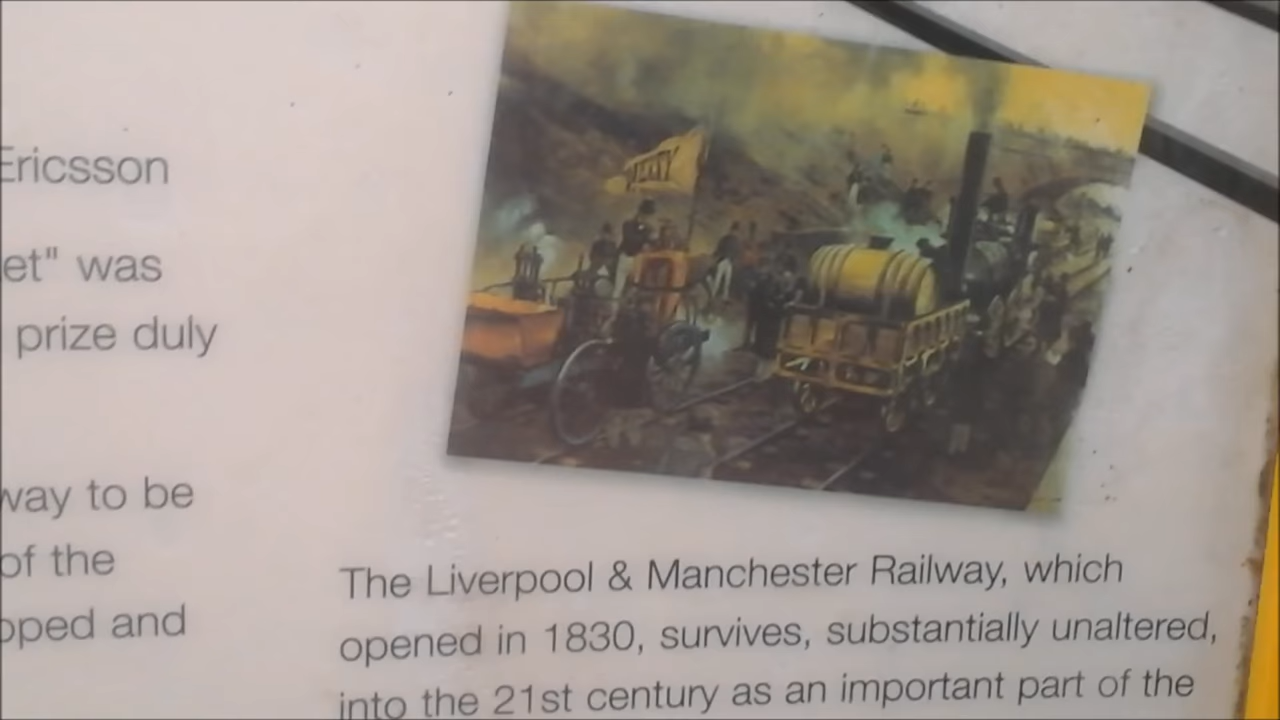 Ericsson
et" was
prize duly
way to be
of the
pped and
The Liverpool & Manchester Railway, which
opened in 1830, survives, substantially unaltered,
into the 21st century as an important part of the